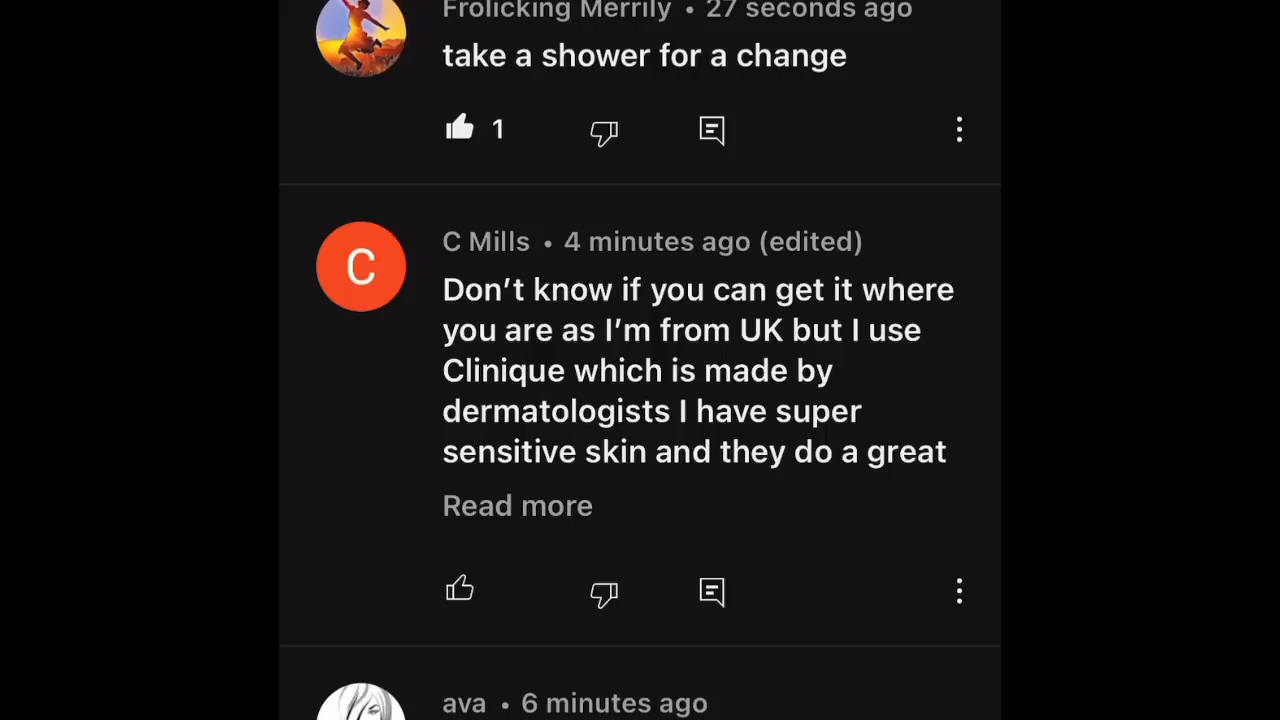 Frolicking Merrily • 27 seconds ago
take a shower for a change
1
C
C Mills • 4 minutes ago (edited)
Don’t know if you can get it where
you are as I’m from UK but I use
Clinique which is made by
dermatologists I have super
sensitive skin and they do a great
Read more
ava • 6 minutes ago